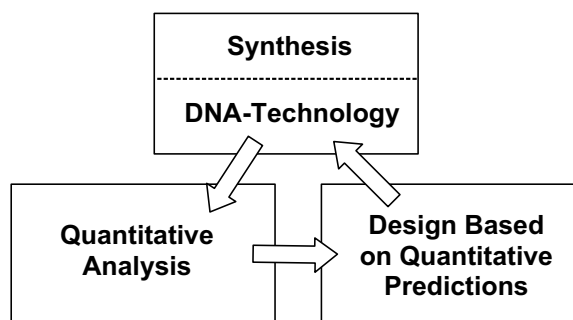 Synthesis
DNA-Technology
Quantitative
Analysis
Design Based
on Quantitative
Predictions